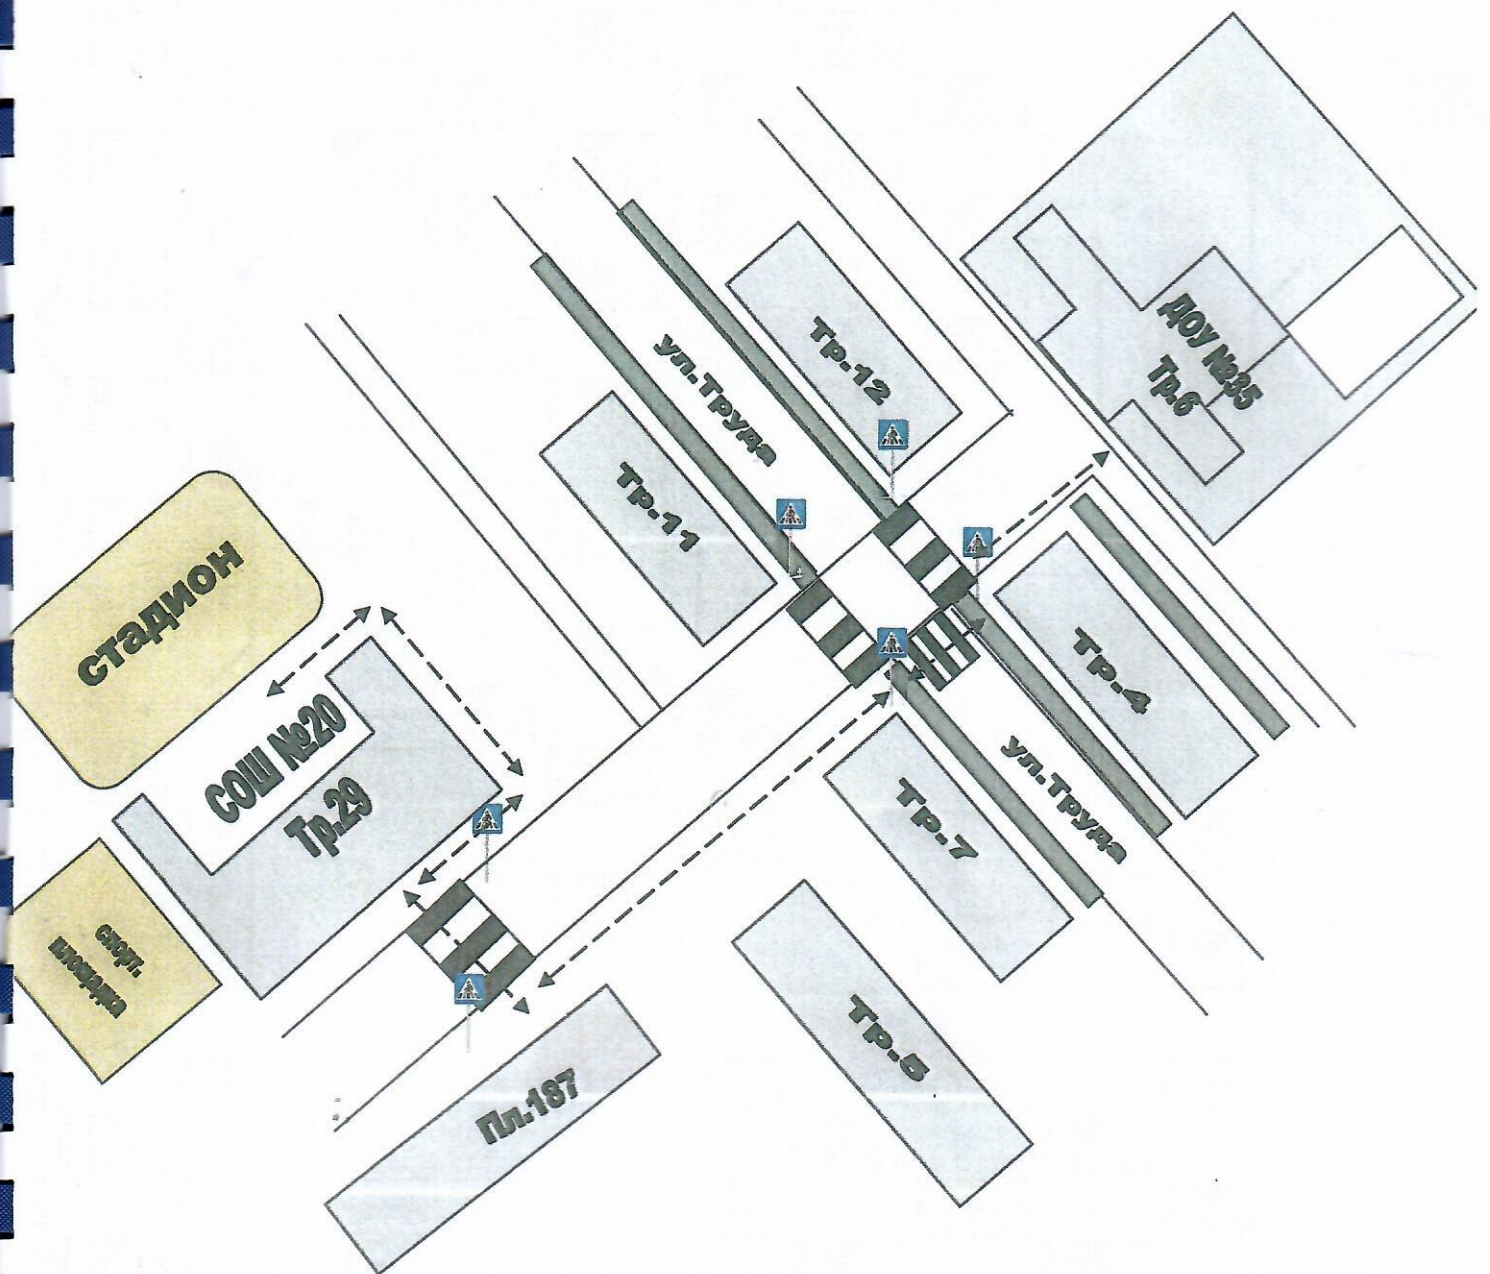 ДОУ №35
Тр.6
Тр.12
ул.Труда
Тр.11
стадион
СОШ №20
Тр.29
Тр.4
ул.Труда
Тр.7
спорт.
площадка
Тр.5
Пл.187